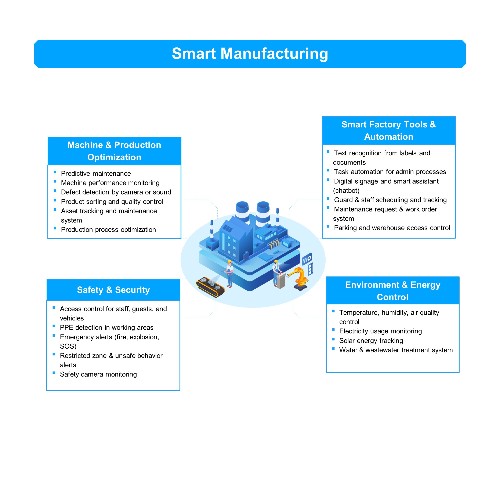 Smart Manufacturing
Machine & Production
Optimization
Predictive maintenance
Machine performance monitoring
Defect detection by camera or sound
Product sorting and quality control
Asset tracking and maintenance
system
Production process optimization
Smart Factory Tools &
Automation
Text recognition from labels and
documents
Task automation for admin processes
Digital signage and smart assistant
(chatbot)
Guard & staff scheduling and tracking
Maintenance request & work order
system
Parking and warehouse access control
Safety & Security
Access control for staff, guests, and
vehicles
PPE detection in working areas
Emergency alerts (fire, explosion,
SOS)
Restricted zone & unsafe behavior
alerts
Safety camera monitoring
Environment & Energy
Control
Temperature, humidity, air quality
control
Electricity usage monitoring
Solar energy tracking
Water & wastewater treatment system